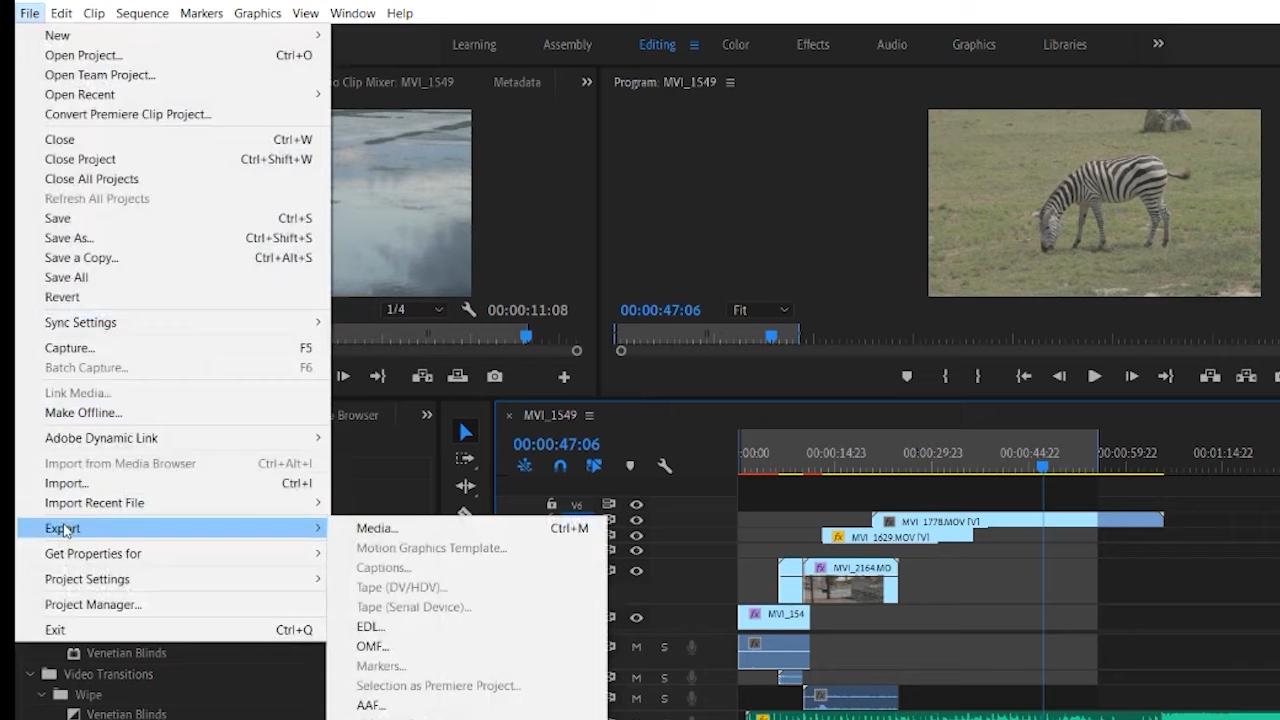 File Edit Clip Sequence Markers Graphics View Window Help
New
Open Project... Ctrl+O
Open Team Project...
Open Recent
Convert Premiere Clip Project...
Close Ctrl+W
Close Project Ctrl+Shift+W
Close All Projects
Refresh All Projects
Save Ctrl+S
Save As... Ctrl+Shift+S
Save a Copy... Ctrl+Alt+S
Save All
Revert
Sync Settings
Capture... F5
Batch Capture... F6
Link Media...
Make Offline...
Adobe Dynamic Link
Import from Media Browser Ctrl+Alt+I
Import... Ctrl+I
Import Recent File
Export
Get Properties for
Project Settings
Project Manager...
Exit Ctrl+Q
Venetian Blinds
Video Transitions
Wipe
Venetian Blinds
Media... Ctrl+M
Motion Graphics Template...
Captions...
Tape (DV/HDV)...
Tape (Serial Device)...
EDL...
OMF...
Markers...
Selection as Premiere Project...
AAF...
Learning Assembly Editing Color Effects Audio Graphics Libraries
o Clip Mixer: MVI_1549 Metadata
Program: MVI_1549
1/4 00:00:11:08
00:00:47:06 Fit
Browser
MVI_1549
00:00:47:06
:00:00 00:00:14:23 00:00:29:23 00:00:44:22 00:00:59:22 00:01:14:22
V6
MVI_1778.MOV [V]
MVI_1629.MOV [V]
MVI_2164.MO
MVI_154
M S
M S
M S